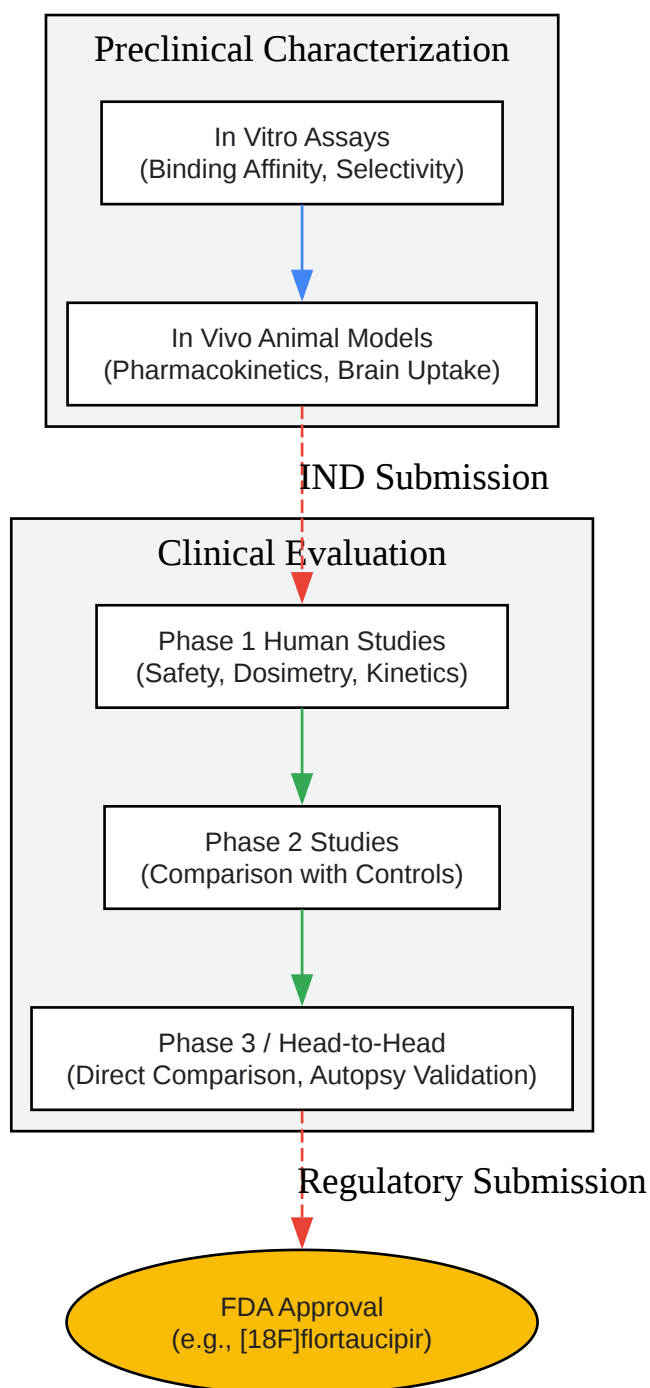 Preclinical Characterization
In Vitro Assays
(Binding Affinity, Selectivity)
In Vivo Animal Models
(Pharmacokinetics, Brain Uptake)
IND Submission
Clinical Evaluation
Phase 1 Human Studies
(Safety, Dosimetry, Kinetics)
Phase 2 Studies
(Comparison with Controls)
Phase 3 / Head-to-Head
(Direct Comparison, Autopsy Validation)
Regulatory Submission
FDA Approval
(e.g., [18F]flortaucipir)